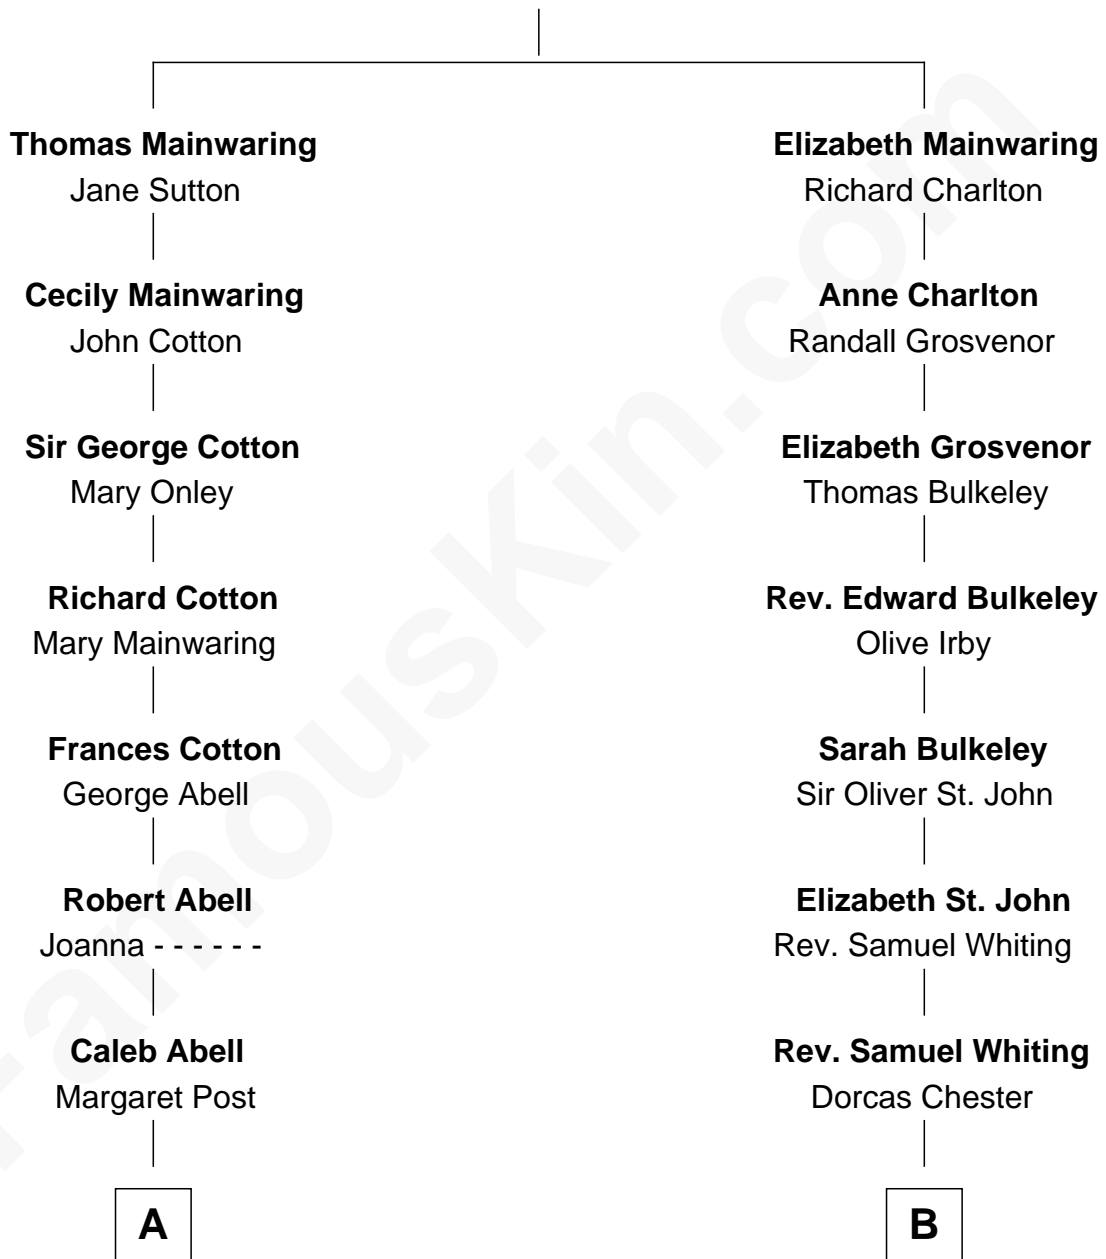 Thomas Mainwaring
Jane Sutton
Cecily Mainwaring
John Cotton
Sir George Cotton
Mary Onley
Richard Cotton
Mary Mainwaring
Frances Cotton
George Abell
Robert Abell
Joanna - - - - - -
Caleb Abell
Margaret Post
A
Elizabeth Mainwaring
Richard Charlton
Anne Charlton
Randall Grosvenor
Elizabeth Grosvenor
Thomas Bulkeley
Rev. Edward Bulkeley
Olive Irby
Sarah Bulkeley
Sir Oliver St. John
Elizabeth St. John
Rev. Samuel Whiting
Rev. Samuel Whiting
Dorcas Chester
B
FamousKin.com